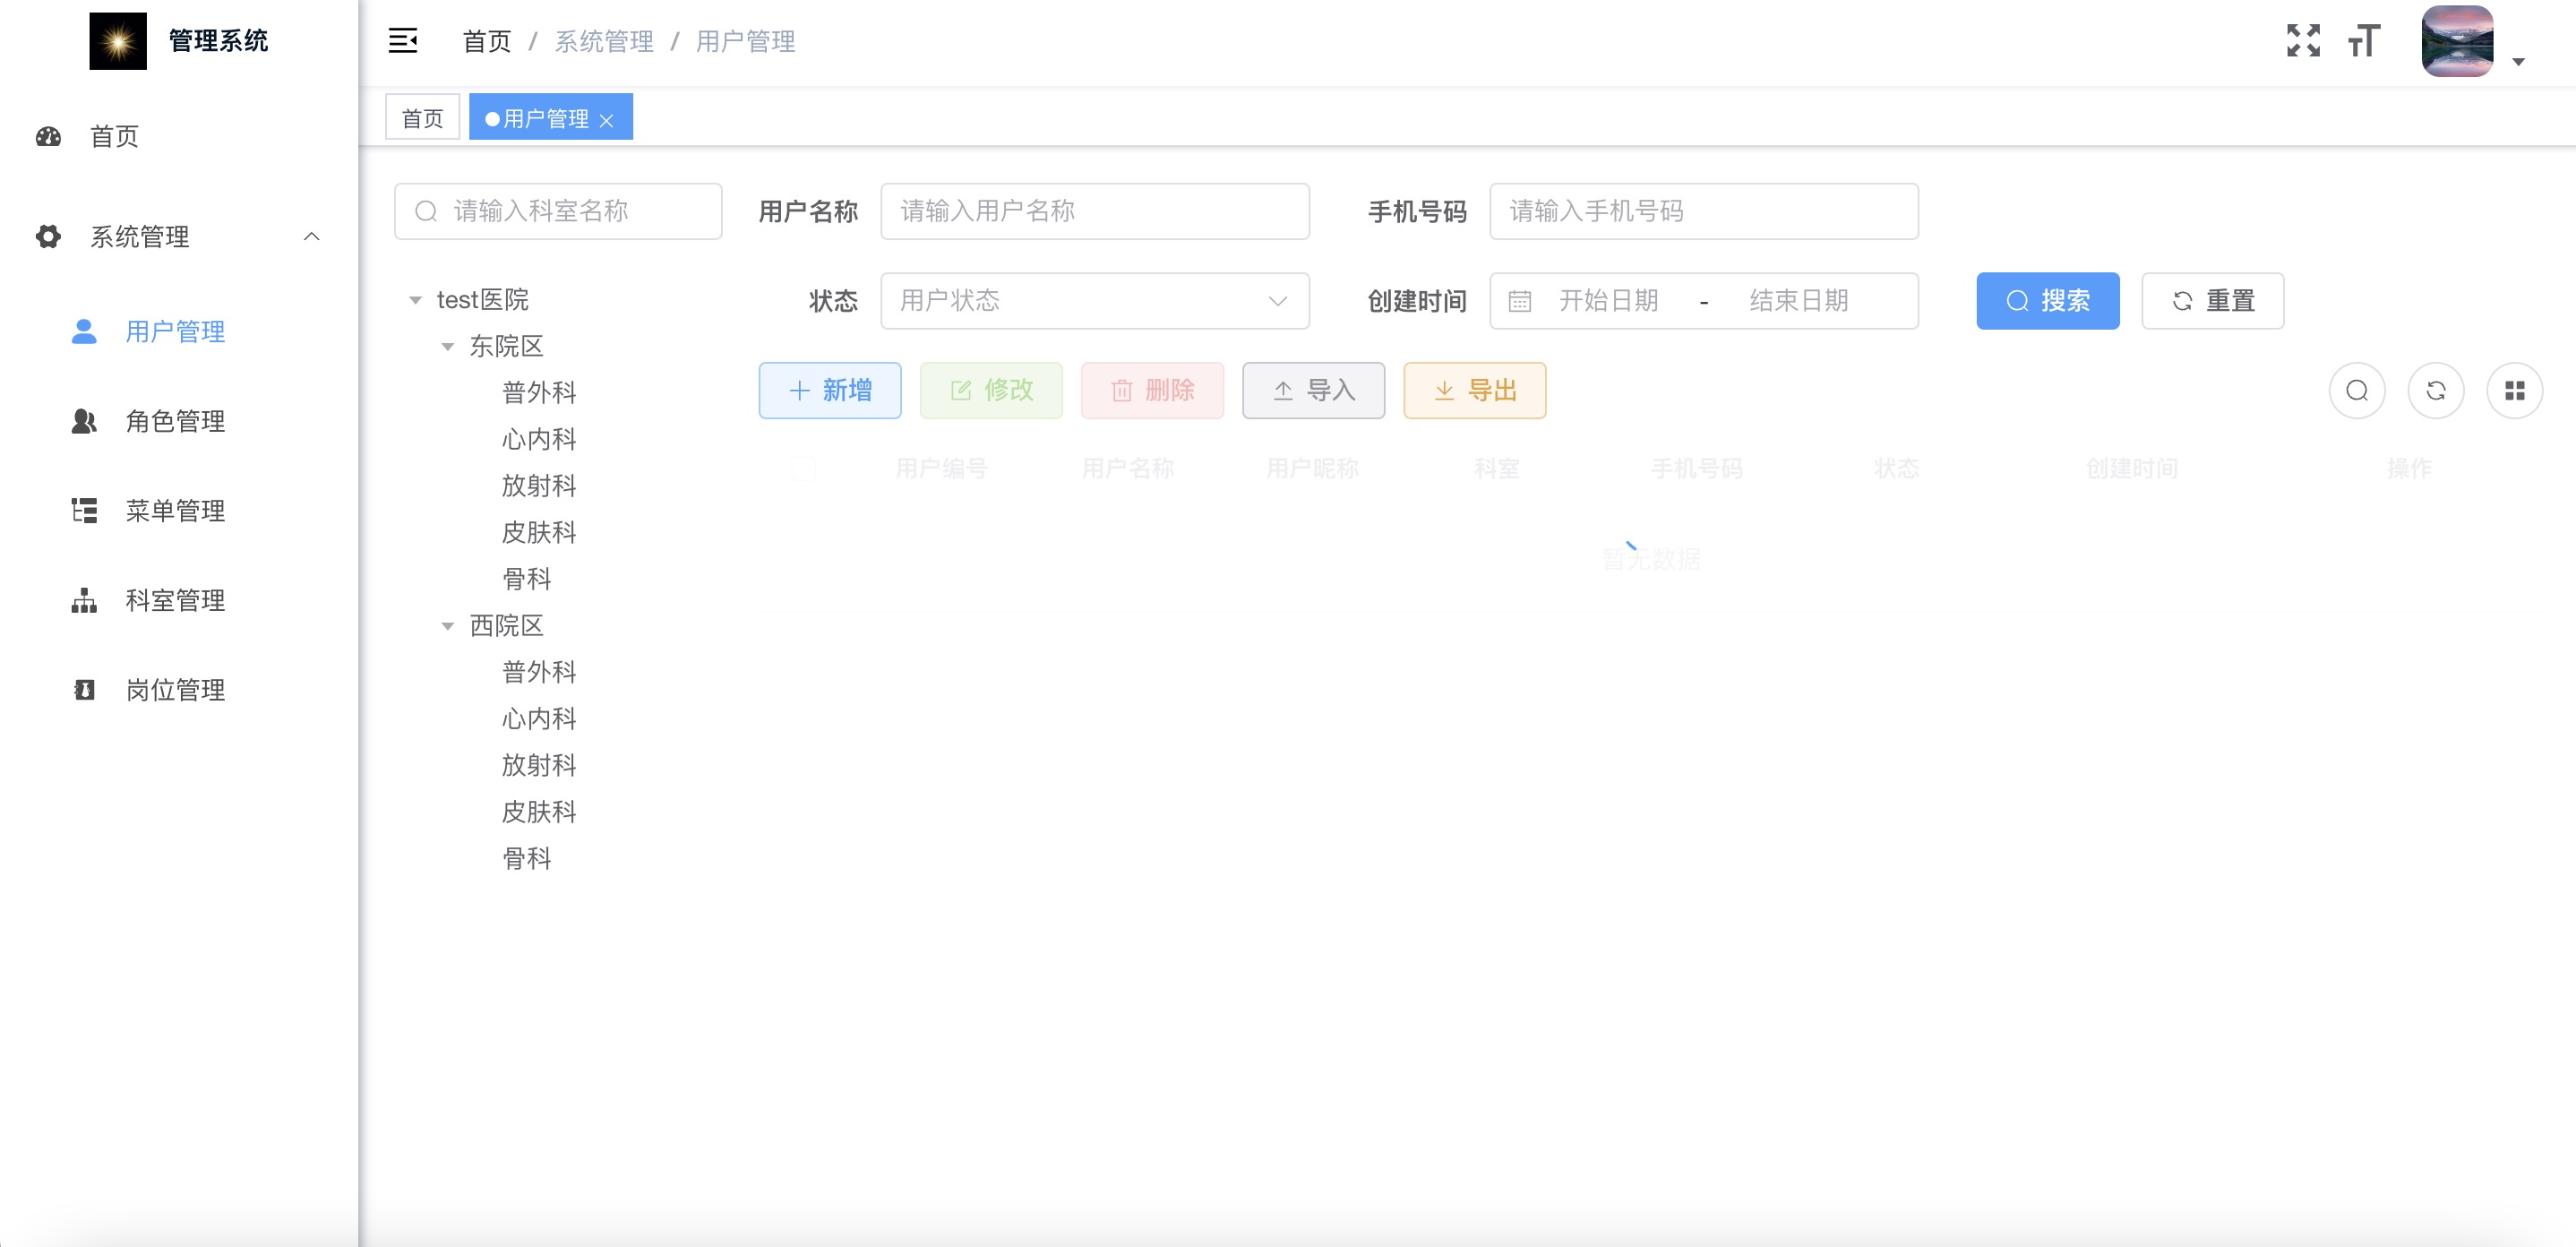 管理系统
首页 / 系统管理 / 用户管理
首页
用户管理
首页
系统管理
用户管理
角色管理
菜单管理
科室管理
岗位管理
请输入科室名称
test医院
东院区
普外科
心内科
放射科
皮肤科
骨科
西院区
普外科
心内科
放射科
皮肤科
骨科
用户名称 请输入用户名称 手机号码 请输入手机号码
状态 用户状态 创建时间 开始日期 - 结束日期 搜索 重置
新增 修改 删除 导入 导出
用户编号 用户名称 用户昵称 科室 手机号码 状态 创建时间 操作
暂无数据